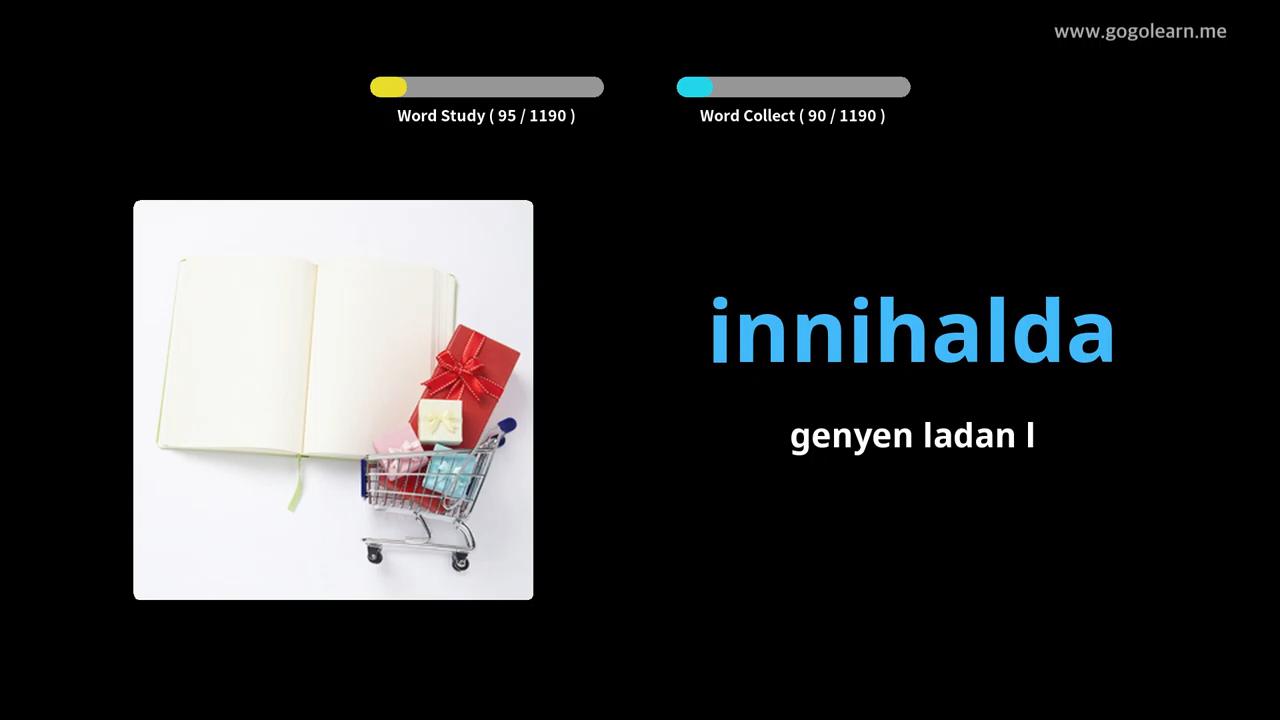 www.gogolearn.me
Word Study ( 95 / 1190 )
Word Collect ( 90 / 1190 )
innihalda
genyen ladan l